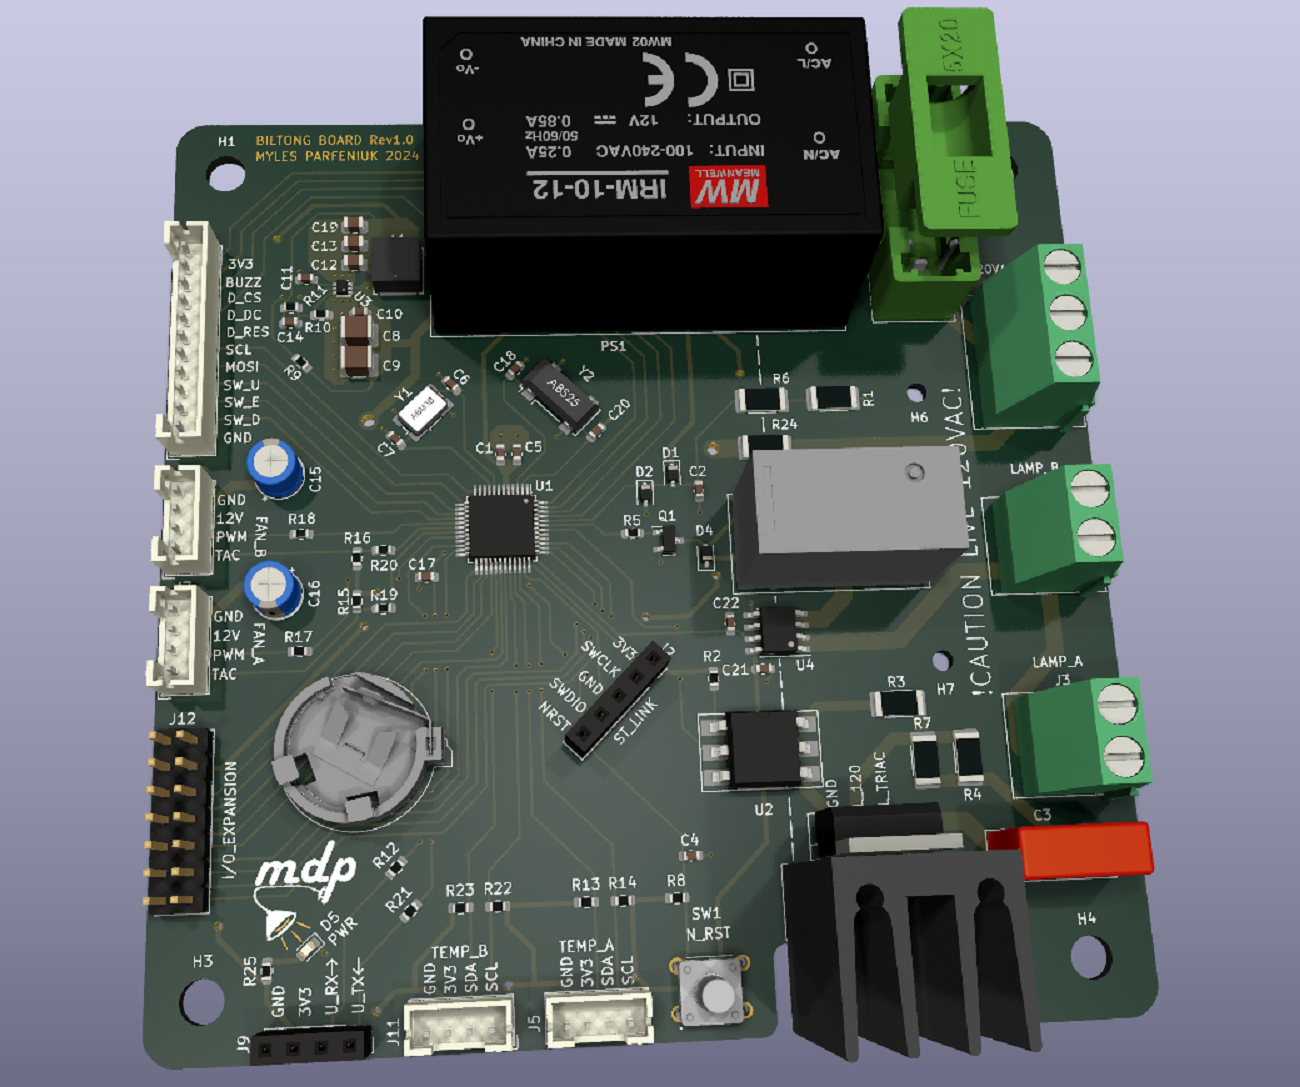 H1
BILTONG BOARD Rev1.0
MYLES PARFENIUK 2024
-Vo
+Vo
AC/L
AC/N
MW02 MADE IN CHINA
CE
OUTPUT: 12V 0.85A
50/60Hz
INPUT: 100-240VAC 0.25A
MW
MEANWELL
IRM-10-12
5X20
FUSE
C13
C12
C11
R11
U3
R10
C14
R9
C10
C8
C9
3V3
BUZZ
D_CS
D_DC
D_RES
SCL
MOSI
SW_U
SW_E
SW_D
GND
PS1
Y1
C6
C7
C18
Y2
ABS25
C20
C1
C5
U1
R6
R1
R24
H6
!CAUTION LIVE 120VAC!
LAMP_B
D1
D2
C2
R5
Q1
D4
C15
GND
12V
PWM
TAC
FAN_B
R18
R16
R20
C17
R15
R19
C16
GND
12V
PWM
TAC
FAN_A
R17
C22
U4
C21
R2
H7
LAMP_A
J3
R3
R7
R4
3V3
SWCLK
GND
SWDIO
NRST
ST_LINK
U2
GND
L_120
L_TRIAC
C3
J12
I/O_EXPANSION
mdp
D5
PWR
R12
R21
R23
R22
R13
R14
R8
C4
SW1
N_RST
H4
H3
R25
GND
3V3
U_RX→
U_TX←
J9
TEMP_B
GND
3V3
SDA
SCL
J11
TEMP_A
GND
3V3
SDA
SCL
J5